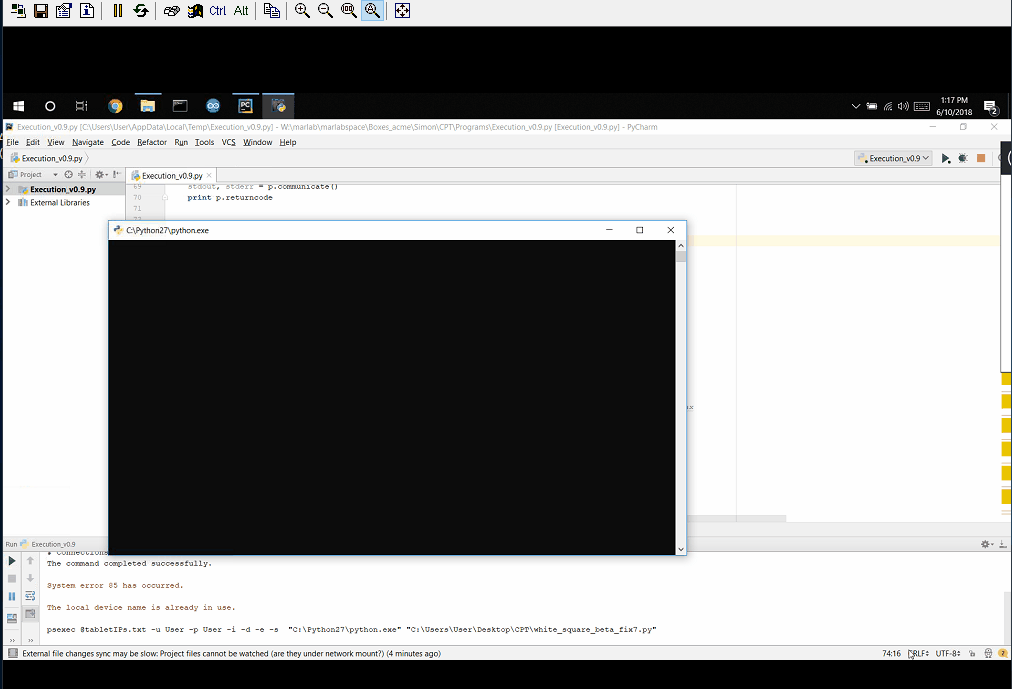 Ctrl Alt
1:17 PM
6/10/2018
2
Execution_v0.9.py [C:\Users\User\AppData\Local\Temp\Execution_v0.9.py] - W:\marlab\marlabspace\Boxes_acme\Simon\CPT\Programs\Execution_v0.9.py [Execution_v0.9.py] - PyCharm
File Edit View Navigate Code Refactor Run Tools VCS Window Help
Execution_v0.9.py
Execution_v0.9
Project
Execution_v0.9.py
Execution_v0.9.py
External Libraries
69 stdout, stderr = p.communicate()
70 print p.returncode
71
C:\Python27\python.exe
Run Execution_v0.9
The command completed successfully.
System error 85 has occurred.
The local device name is already in use.
psexec @tabletIPs.txt -u User -p User -i -d -e -s "C:\Python27\python.exe" "C:\Users\User\Desktop\CPT\white_square_beta_fix7.py"
External file changes sync may be slow: Project files cannot be watched (are they under network mount?) (4 minutes ago)
74:16 CRLF UTF-8
2